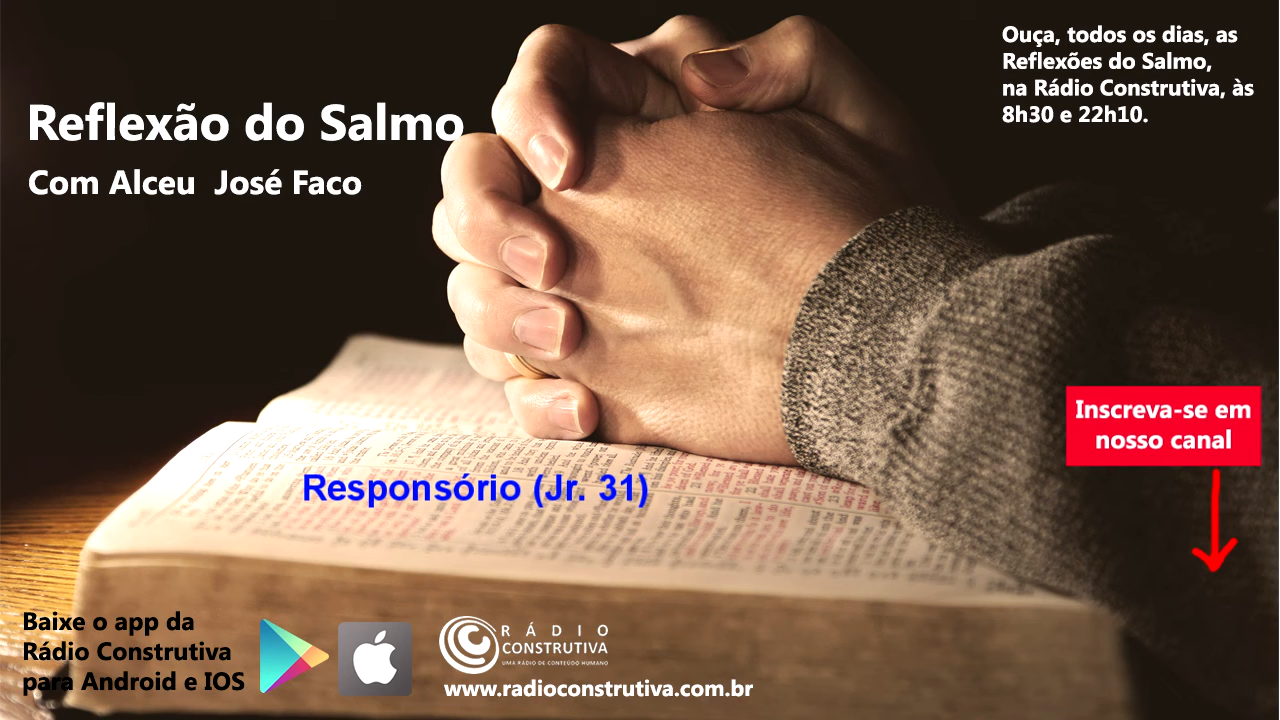 Reflexão do Salmo
Com Alceu José Faco
Ouça, todos os dias, as
Reflexões do Salmo,
na Rádio Construtiva, às
8h30 e 22h10.
Inscreva-se em
nosso canal
Responsório (Jr. 31)
Baixe o app da
Rádio Construtiva
para Android e IOS
RÁDIO
CONSTRUTIVA
UMA RÁDIO DE CONTEÚDO HUMANO
www.radioconstrutiva.com.br